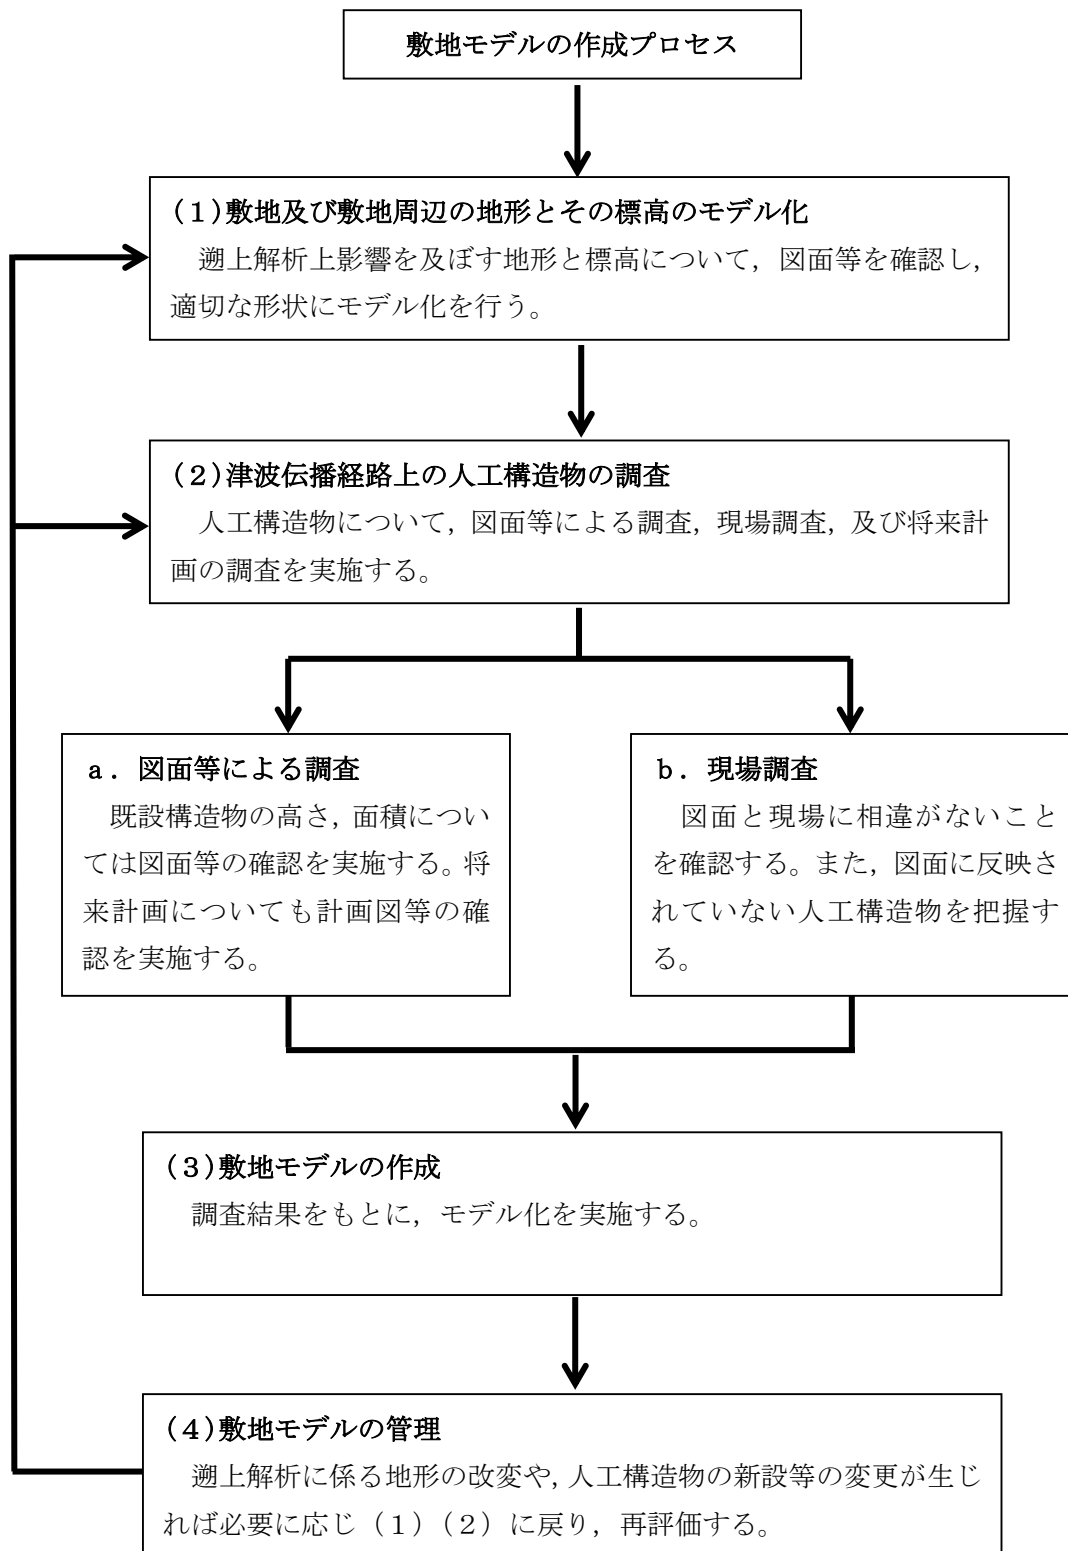 敷地モデルの作成プロセス
(1)敷地及び敷地周辺の地形とその標高のモデル化
遡上解析上影響を及ぼす地形と標高について，図面等を確認し，
適切な形状にモデル化を行う。
(2)津波伝播経路上の人工構造物の調査
人工構造物について，図面等による調査，現場調査，及び将来計
画の調査を実施する。
a．図面等による調査
既設構造物の高さ，面積につい
ては図面等の確認を実施する。将
来計画についても計画図等の確
認を実施する。
b．現場調査
図面と現場に相違がないこと
を確認する。また，図面に反映さ
れていない人工構造物を把握す
る。
(3)敷地モデルの作成
調査結果をもとに，モデル化を実施する。
(4)敷地モデルの管理
遡上解析に係る地形の改変や，人工構造物の新設等の変更が生じ
れば必要に応じ（1）（2）に戻り，再評価する。